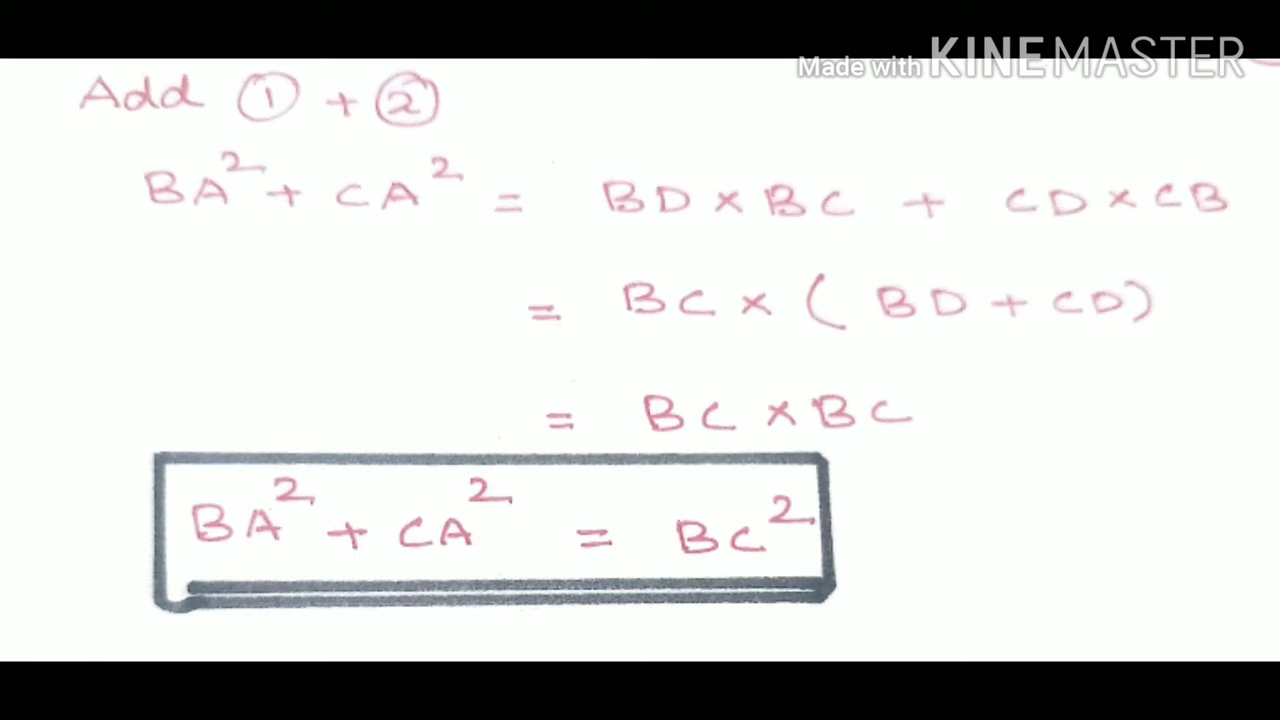 Made with KINEMASTER
Add ① + ②
BA² + CA² = BD × BC + CD × CB
= BC × ( BD + CD)
= BC × BC
BA² + CA² = BC²